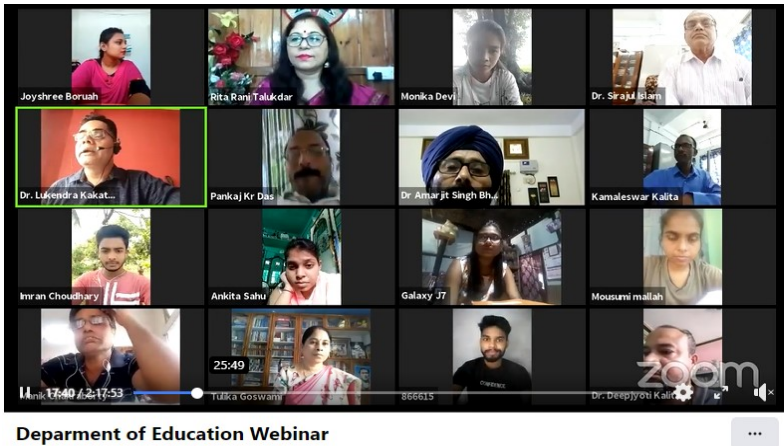 Joyshree Boruah
Rita Rani Talukdar
Monika Devi
Dr. Sirajul Islam
Dr. Lukendra Kakat...
Pankaj Kr Das
Dr Amarjit Singh Bh...
Kamaleswar Kalita
Imran Choudhary
Ankita Sahu
Galaxy J7
Mousumi mallah
25:49
17:40 / 2:17:53
Tulika Goswami
866615
Dr. Deepjyoti Kalit
zoom
Deparment of Education Webinar